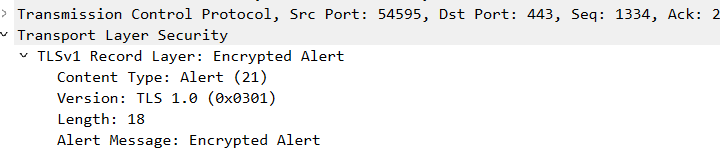 Transmission Control Protocol, Src Port: 54595, Dst Port: 443, Seq: 1334, Ack: 2
Transport Layer Security
TLSv1 Record Layer: Encrypted Alert
Content Type: Alert (21)
Version: TLS 1.0 (0x0301)
Length: 18
Alert Message: Encrypted Alert